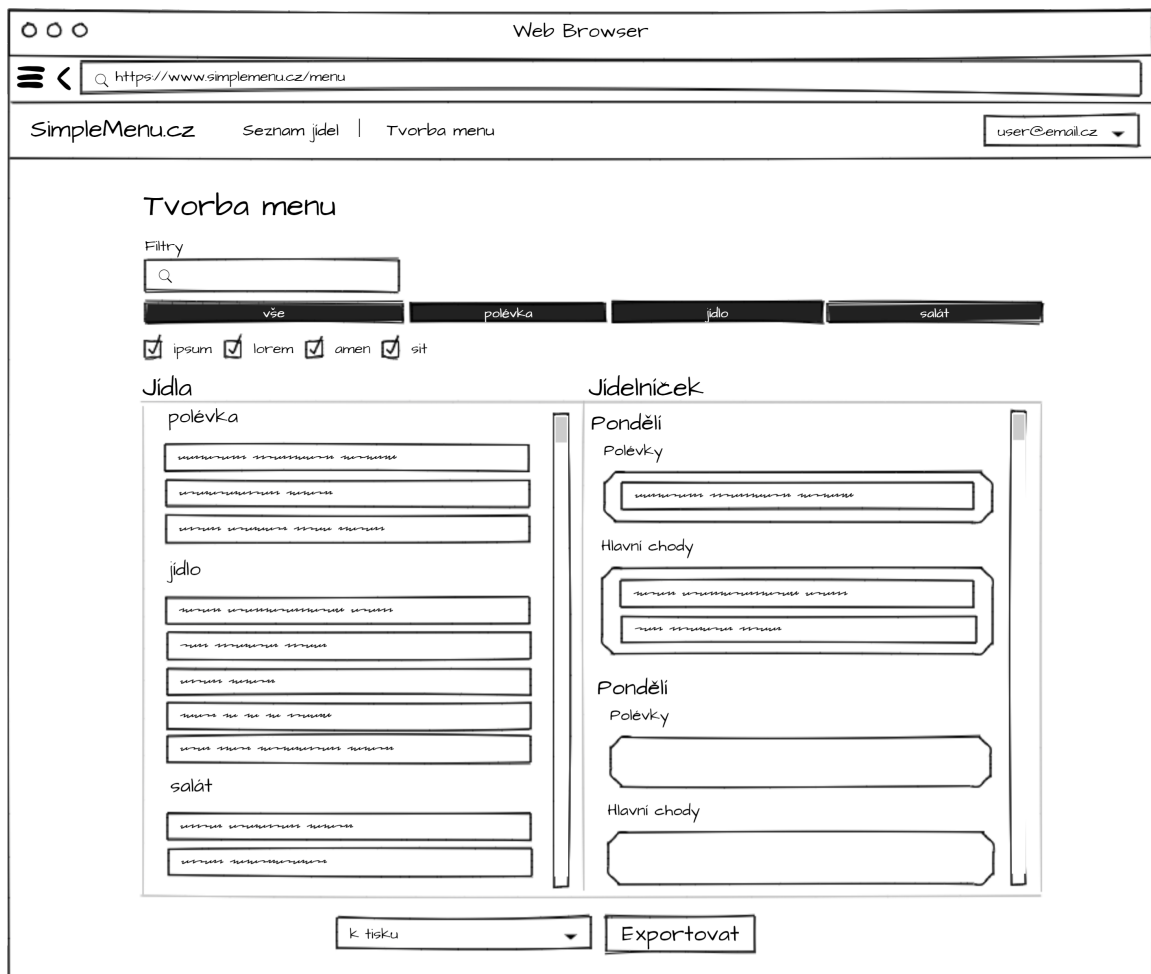 Web Browser
https://www.simplemenu.cz/menu
SimpleMenu.cz Seznam jídel Tvorba menu user@email.cz
Tvorba menu
Filtry
vše polévka jídlo salát
ipsum lorem amen sit
Jídla
polévka
jídlo
salát
Jídelníček
Pondělí
Polévky
Hlavní chody
Pondělí
Polévky
Hlavní chody
k tisku Exportovat